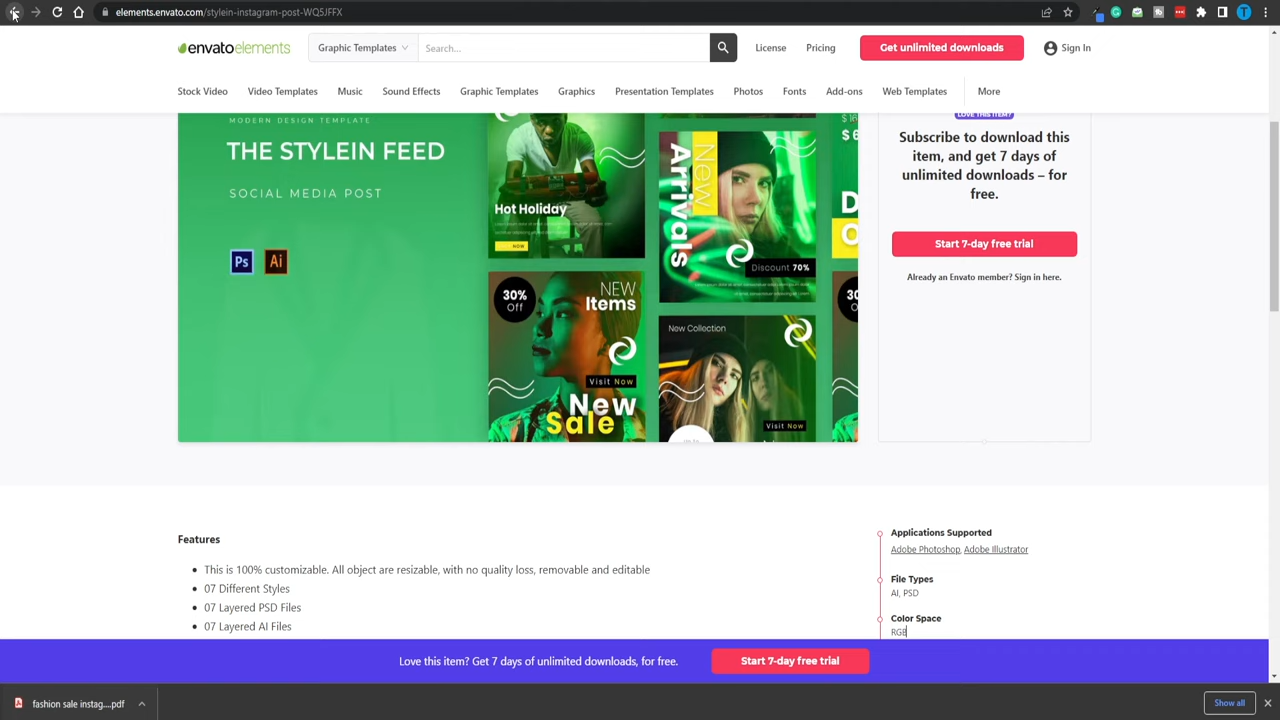 elements.envato.com/stylein-instagram-template-post-WQ5JFFX
envatoelements
Graphic Templates
Search...
License
Pricing
Get unlimited downloads
Sign In
Stock Video
Video Templates
Music
Sound Effects
Graphic Templates
Graphics
Presentation Templates
Photos
Fonts
Add-ons
Web Templates
More
MODERN DESIGN TEMPLATE
THE STYLEIN FEED
SOCIAL MEDIA POST
Ps
Ai
Hot Holiday
NOW
New
Arrivals
Discount 70%
30%
Off
NEW
Items
Visit Now
New
Sale
New Collection
Visit Now
LOVE THIS ITEM?
Subscribe to download this
item, and get 7 days of
unlimited downloads – for
free.
Start 7-day free trial
Already an Envato member? Sign in here.
Features
This is 100% customizable. All object are resizable, with no quality loss, removable and editable
07 Different Styles
07 Layered PSD Files
07 Layered AI Files
Applications Supported
Adobe Photoshop, Adobe Illustrator
File Types
AI, PSD
Color Space
RGB
Love this item? Get 7 days of unlimited downloads, for free.
Start 7-day free trial
fashion sale instag....pdf
Show all